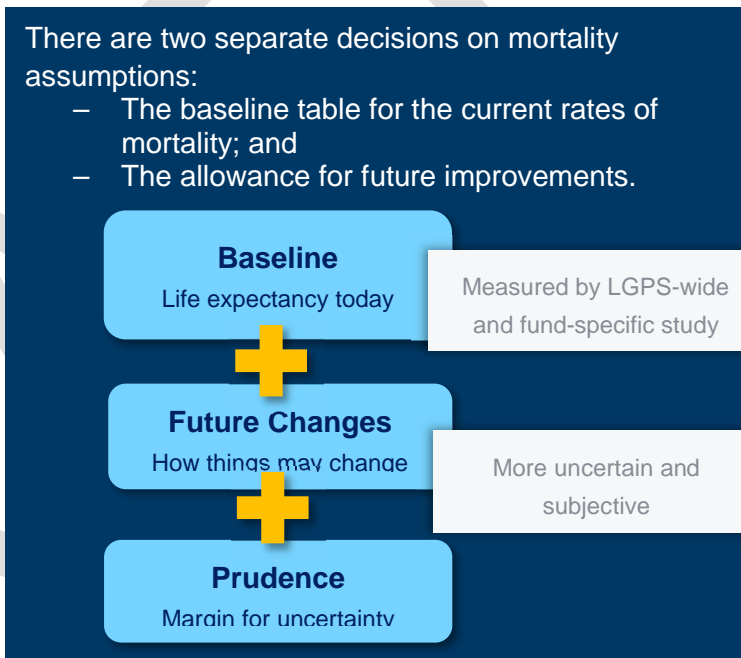 There are two separate decisions on mortality
assumptions:
– The baseline table for the current rates of
mortality; and
– The allowance for future improvements.
Baseline
Life expectancy today
Measured by LGPS-wide
and fund-specific study
Future Changes
How things may change
More uncertain and
subjective
Prudence
Margin for uncertainty